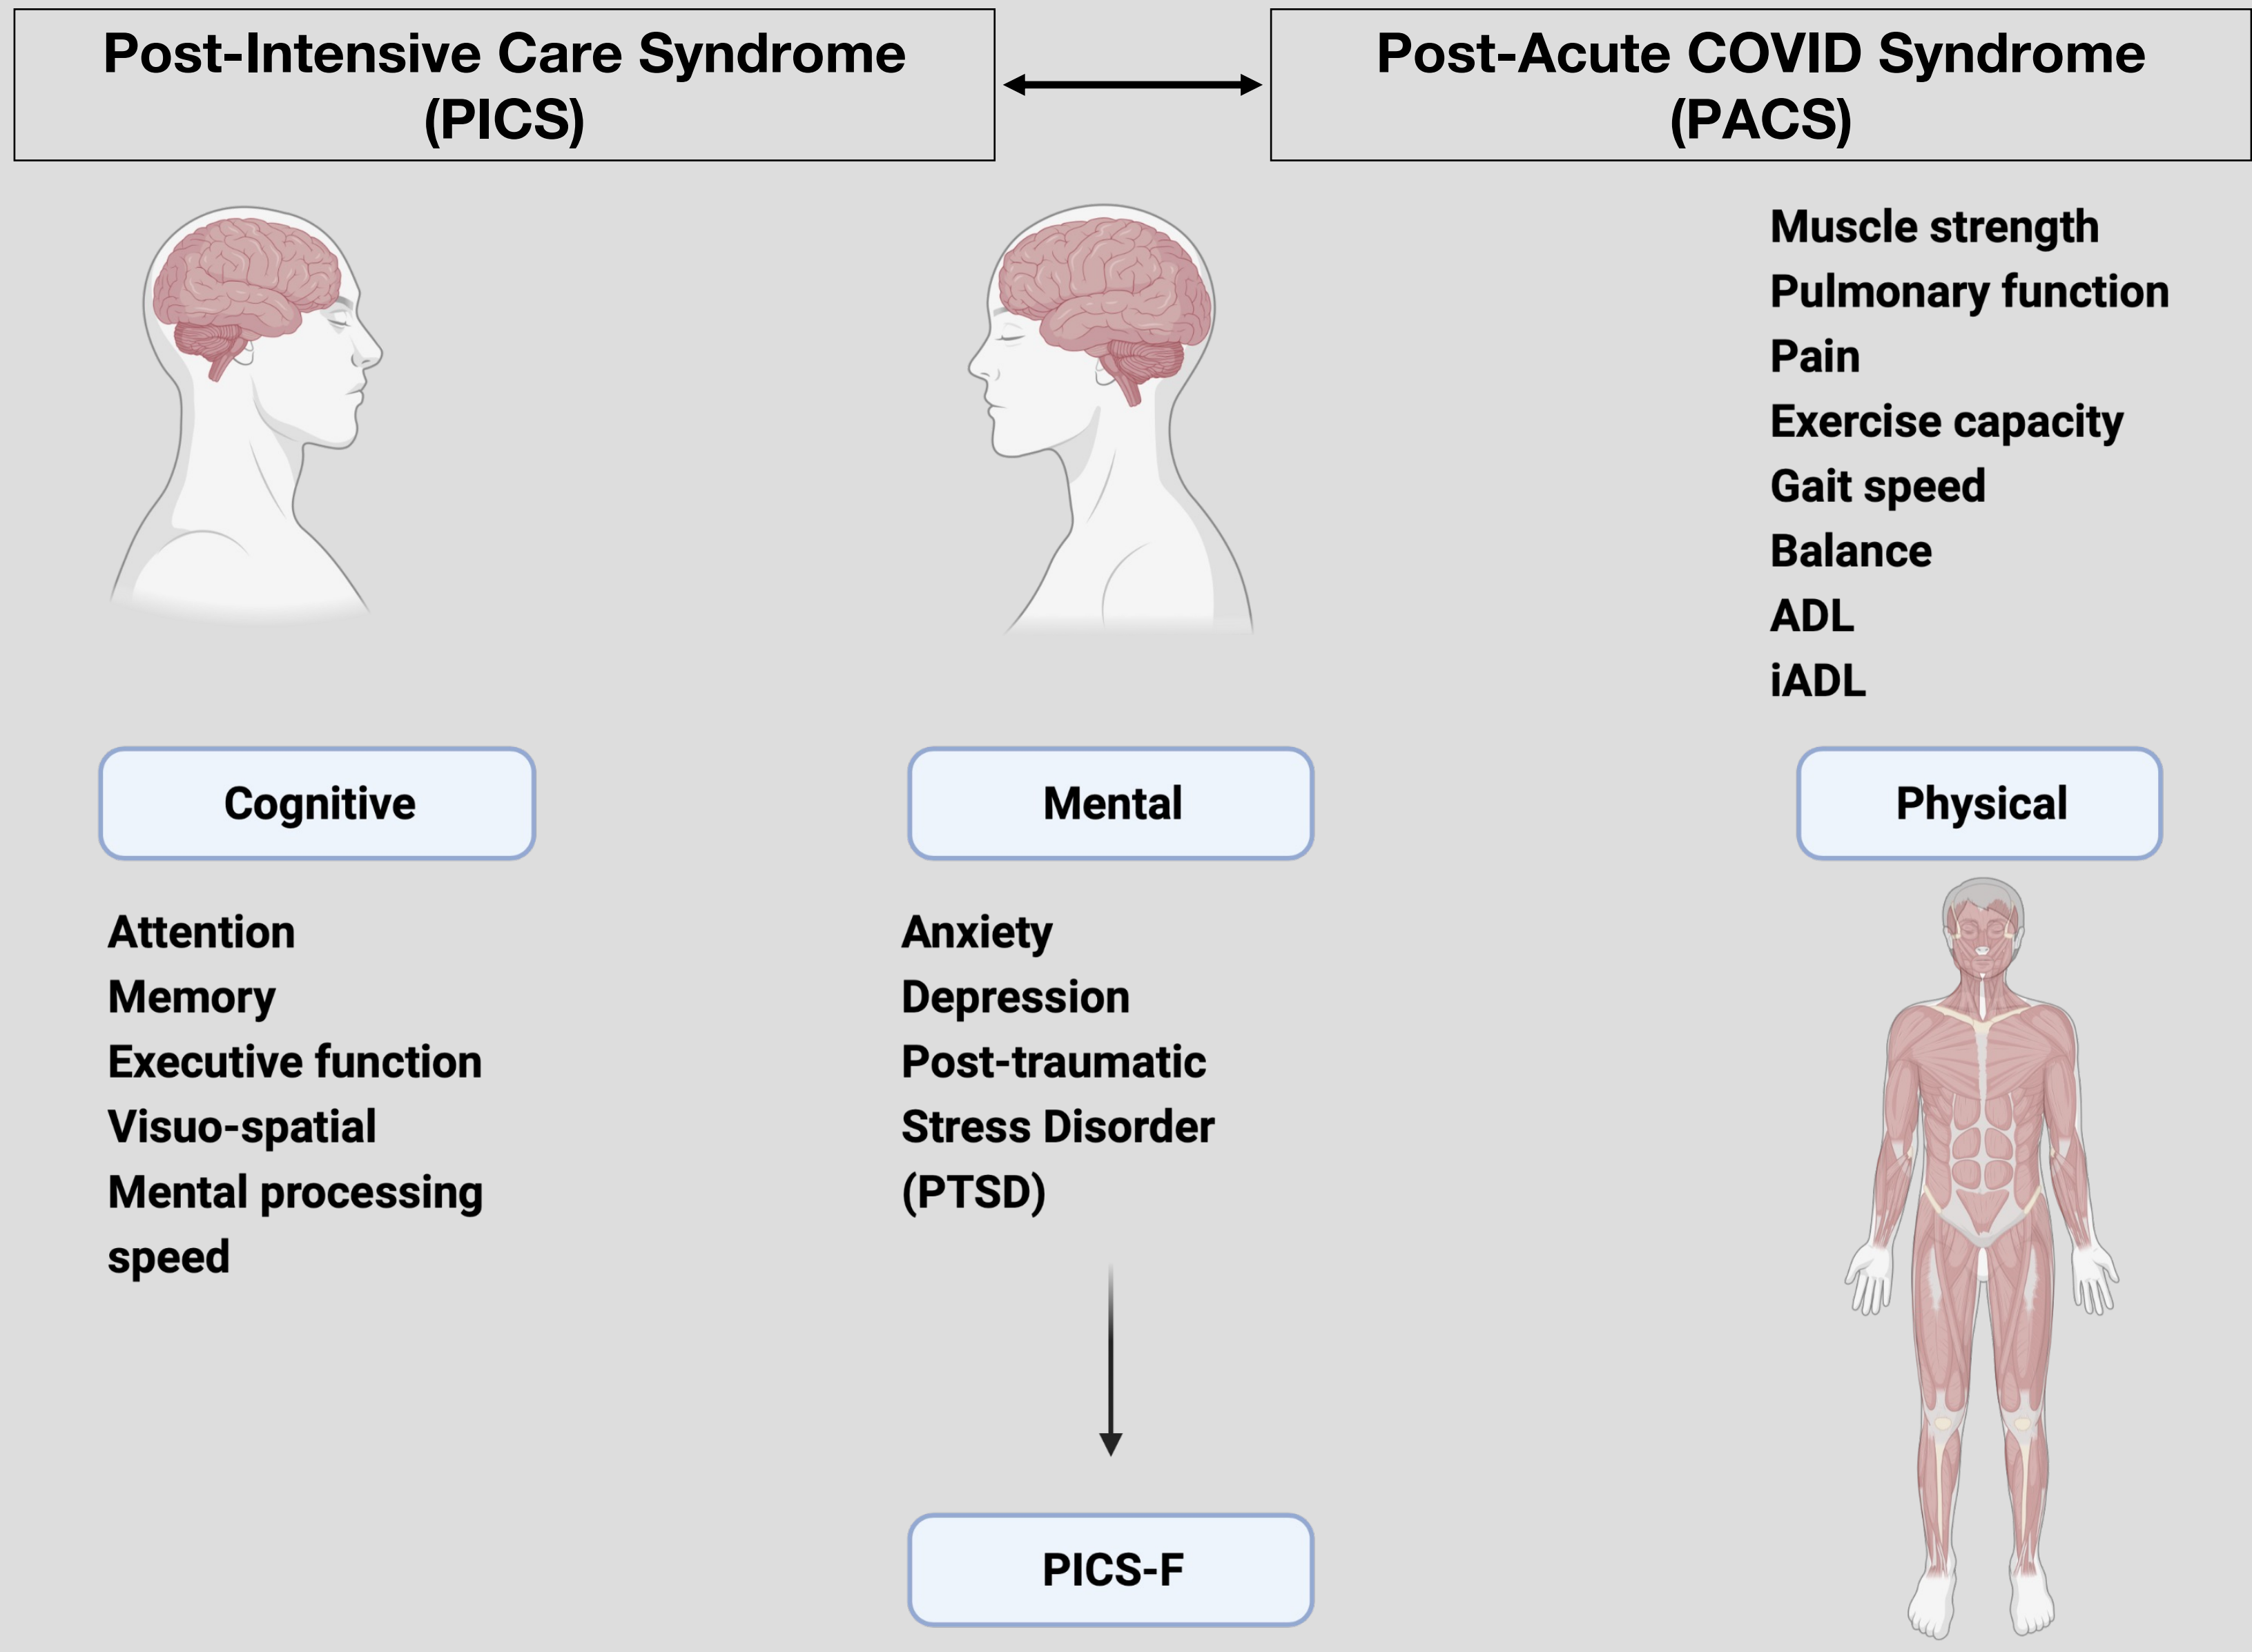 Post-Intensive Care Syndrome
(PICS)
Post-Acute COVID Syndrome
(PACS)
Muscle strength
Pulmonary function
Pain
Exercise capacity
Gait speed
Balance
ADL
iADL
Cognitive
Mental
Physical
Attention
Memory
Executive function
Visuo-spatial
Mental processing
speed
Anxiety
Depression
Post-traumatic
Stress Disorder
(PTSD)
PICS-F